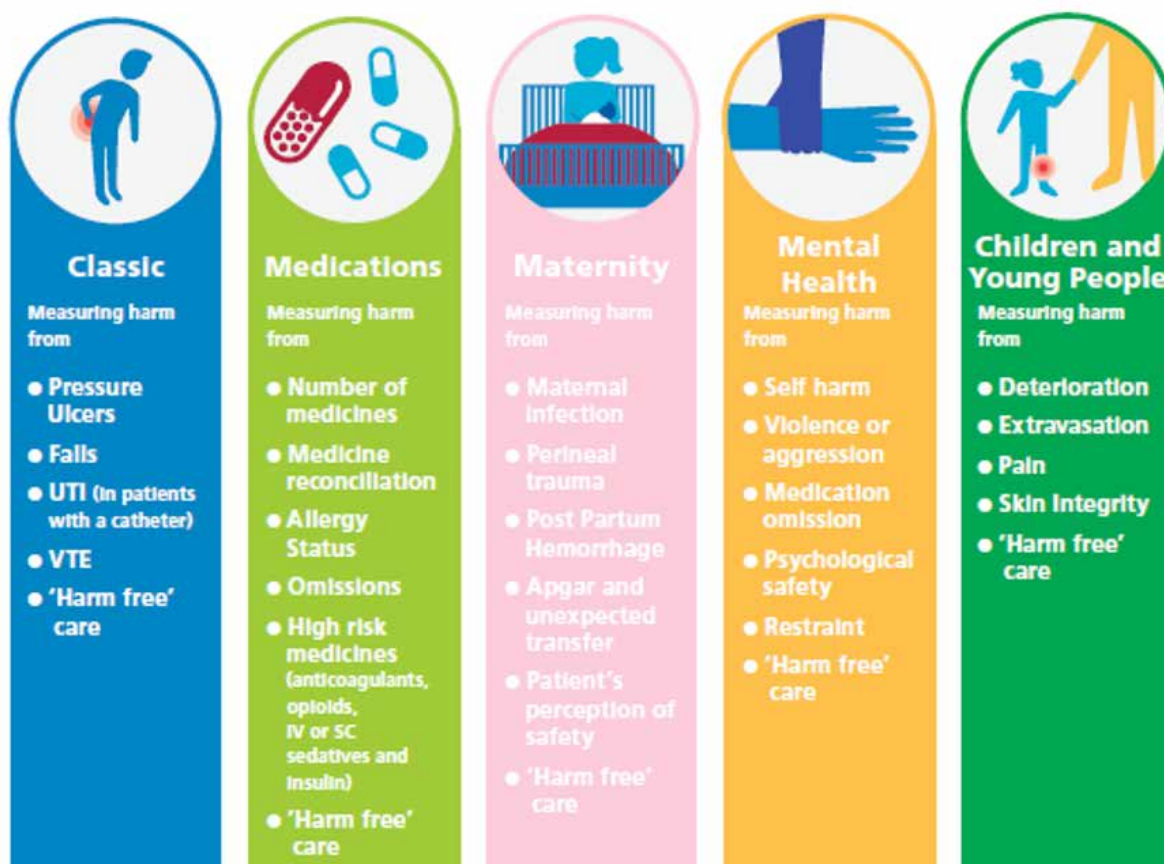 Classic
Measuring harm
from
● Pressure
Ulcers
● Falls
● UTI (in patients
with a catheter)
● VTE
● 'Harm free'
care
Medications
Measuring harm
from
● Number of
medicines
● Medicine
reconciliation
● Allergy
Status
● Omissions
● High risk
medicines
(anticoagulants,
opioids,
IV or SC
sedatives and
insulin)
● 'Harm free'
care
Maternity
Measuring harm
from
● Maternal
infection
● Perineal
trauma
● Post Partum
Hemorrhage
● Apgar and
unexpected
transfer
● Patient's
perception of
safety
● 'Harm free'
care
Mental
Health
Measuring harm
from
● Self harm
● Violence or
aggression
● Medication
omission
● Psychological
safety
● Restraint
● 'Harm free'
care
Children and
Young People
Measuring harm
from
● Deterioration
● Extravasation
● Pain
● Skin Integrity
● 'Harm free'
care